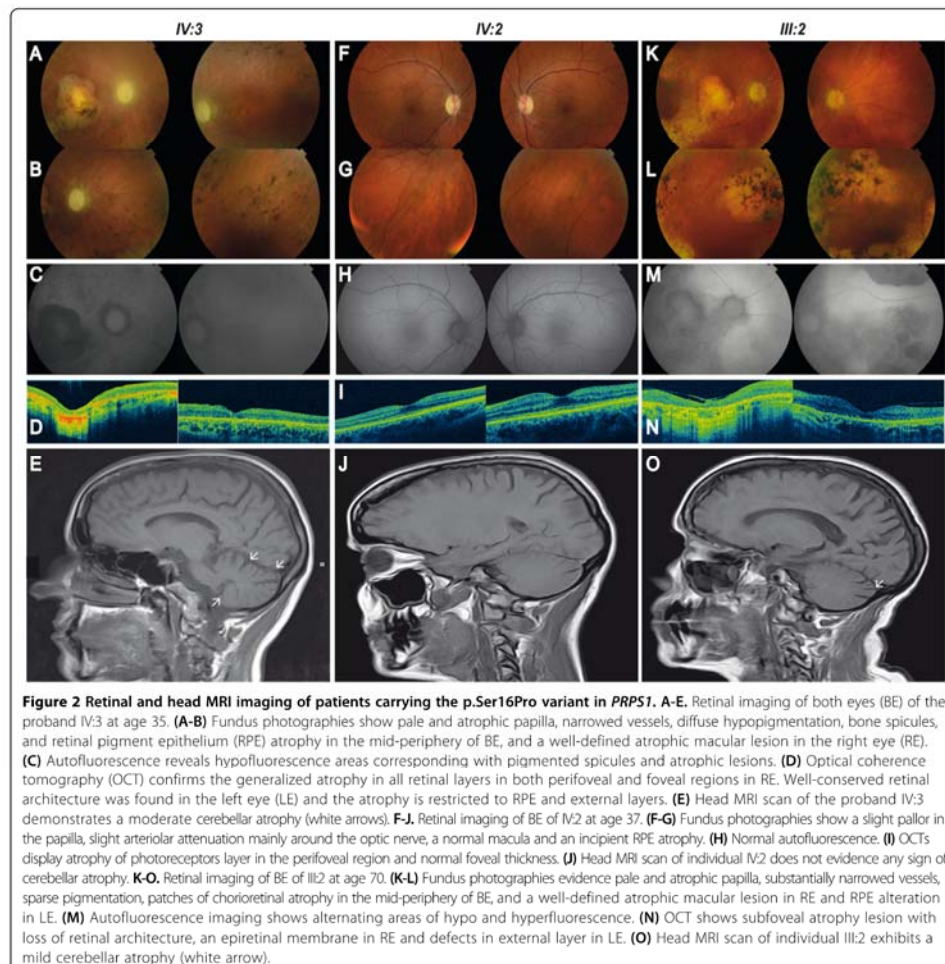 IV:3 IV:2 III:2
A F K
B G L
C H M
D I N
E J O
Figure 2 Retinal and head MRI imaging of patients carrying the p.Ser16Pro variant in PRPS1. A-E. Retinal imaging of both eyes (BE) of the
proband IV:3 at age 35. (A-B) Fundus photographies show pale and atrophic papilla, narrowed vessels, diffuse hypopigmentation, bone spicules,
and retinal pigment epithelium (RPE) atrophy in the mid-periphery of BE, and a well-defined atrophic macular lesion in the right eye (RE).
(C) Autofluorescence reveals hypofluorescence areas corresponding with pigmented spicules and atrophic lesions. (D) Optical coherence
tomography (OCT) confirms the generalized atrophy in all retinal layers in both perifoveal and foveal regions in RE. Well-conserved retinal
architecture was found in the left eye (LE) and the atrophy is restricted to RPE and external layers. (E) Head MRI scan of the proband IV:3
demonstrates a moderate cerebellar atrophy (white arrows). F-J. Retinal imaging of BE of IV:2 at age 37. (F-G) Fundus photographies show a slight pallor in
the papilla, slight arteriolar attenuation mainly around the optic nerve, a normal macula and an incipient RPE atrophy. (H) Normal autofluorescence. (I) OCTs
display atrophy of photoreceptors layer in the perifoveal region and normal foveal thickness. (J) Head MRI scan of individual IV:2 does not evidence any sign of
cerebellar atrophy. K-O. Retinal imaging of BE of III:2 at age 70. (K-L) Fundus photographies evidence pale and atrophic papilla, substantially narrowed vessels,
sparse pigmentation, patches of chorioretinal atrophy in the mid-periphery of BE, and a well-defined atrophic macular lesion in RE and RPE alteration
in LE. (M) Autofluorescence imaging shows alternating areas of hypo and hyperfluorescence. (N) OCT shows subfoveal atrophy lesion with
loss of retinal architecture, an epiretinal membrane in RE and defects in external layer in LE. (O) Head MRI scan of individual III:2 exhibits a
mild cerebellar atrophy (white arrow).